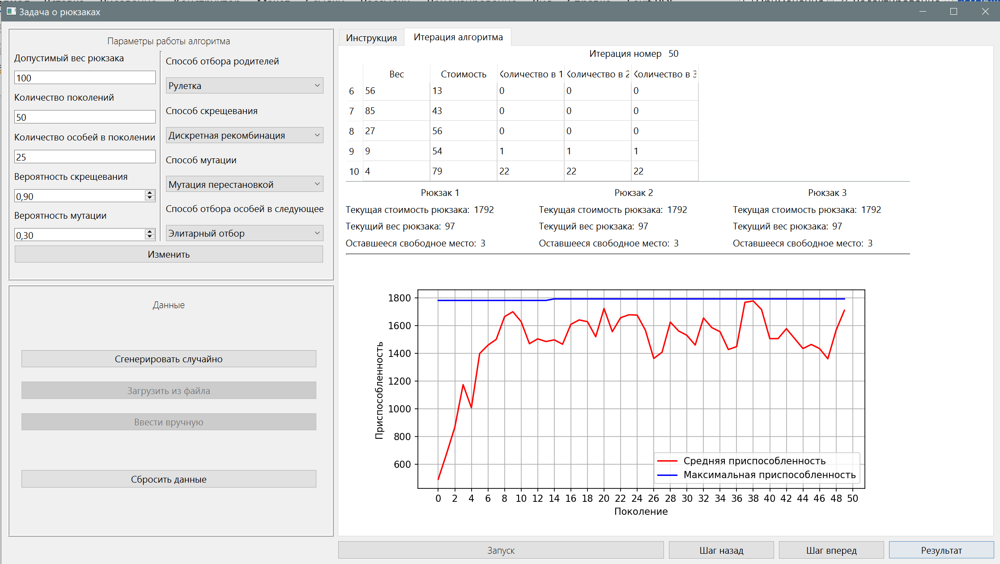 Задача о рюкзаках
Параметры работы алгоритма
Допустимый вес рюкзака
100
Количество поколений
50
Количество особей в поколении
25
Вероятность скрещевания
0,90
Вероятность мутации
0,30
Способ отбора родителей
Рулетка
Способ скрещевания
Дискретная рекомбинация
Способ мутации
Мутация перестановкой
Способ отбора особей в следующее
Элитарный отбор
Изменить
Данные
Сгенерировать случайно
Загрузить из файла
Ввести вручную
Сбросить данные
Инструкция
Итерация алгоритма
Итерация номер 50
Вес Стоимость Количество в 1 Количество в 2 Количество в 3
6 56 13 0 0 0
7 85 43 0 0 0
8 27 56 0 0 0
9 9 54 1 1 1
10 4 79 22 22 22
Рюкзак 1 Рюкзак 2 Рюкзак 3
Текущая стоимость рюкзака: 1792 Текущая стоимость рюкзака: 1792 Текущая стоимость рюкзака: 1792
Текущий вес рюкзака: 97 Текущий вес рюкзака: 97 Текущий вес рюкзака: 97
Оставшееся свободное место: 3 Оставшееся свободное место: 3 Оставшееся свободное место: 3
1800
1600
1400
1200
1000
800
600
Приспособленность
Средняя приспособленность
Максимальная приспособленность
0 2 4 6 8 10 12 14 16 18 20 22 24 26 28 30 32 34 36 38 40 42 44 46 48 50
Поколение
Запуск Шаг назад Шаг вперед Результат